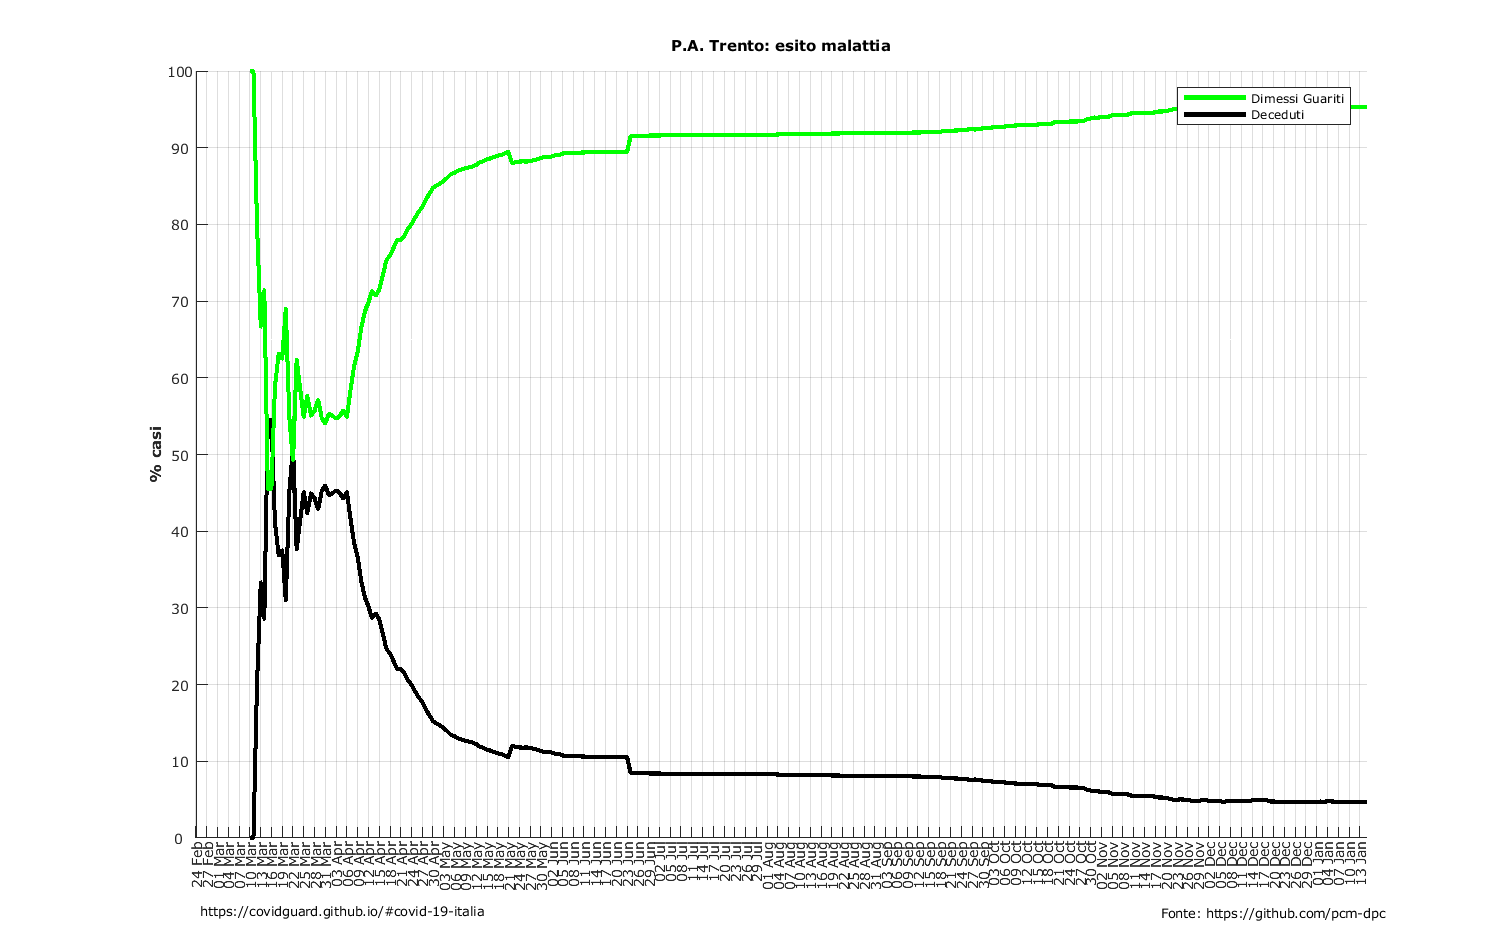 P.A. Trento: esito malattia
Dimessi Guariti
Deceduti
% casi
100
90
80
70
60
50
40
30
20
10
0
24 Feb
27 Feb
01 Mar
04 Mar
07 Mar
10 Mar
13 Mar
16 Mar
19 Mar
22 Mar
25 Mar
28 Mar
31 Mar
03 Apr
06 Apr
09 Apr
12 Apr
15 Apr
18 Apr
21 Apr
24 Apr
27 Apr
30 Apr
03 May
06 May
09 May
12 May
15 May
18 May
21 May
24 May
27 May
30 May
02 Jun
05 Jun
08 Jun
11 Jun
14 Jun
17 Jun
20 Jun
23 Jun
26 Jun
29 Jun
02 Jul
05 Jul
08 Jul
11 Jul
14 Jul
17 Jul
20 Jul
23 Jul
26 Jul
29 Jul
01 Aug
04 Aug
07 Aug
10 Aug
13 Aug
16 Aug
19 Aug
22 Aug
25 Aug
28 Aug
31 Aug
03 Sep
06 Sep
09 Sep
12 Sep
15 Sep
18 Sep
21 Sep
24 Sep
27 Sep
30 Sep
03 Oct
06 Oct
09 Oct
12 Oct
15 Oct
18 Oct
21 Oct
24 Oct
27 Oct
30 Oct
02 Nov
05 Nov
08 Nov
11 Nov
14 Nov
17 Nov
20 Nov
23 Nov
26 Nov
29 Nov
02 Dec
05 Dec
08 Dec
11 Dec
14 Dec
17 Dec
20 Dec
23 Dec
26 Dec
29 Dec
01 Jan
04 Jan
07 Jan
10 Jan
13 Jan
https://covidguard.github.io/#covid-19-italia
Fonte: https://github.com/pcm-dpc